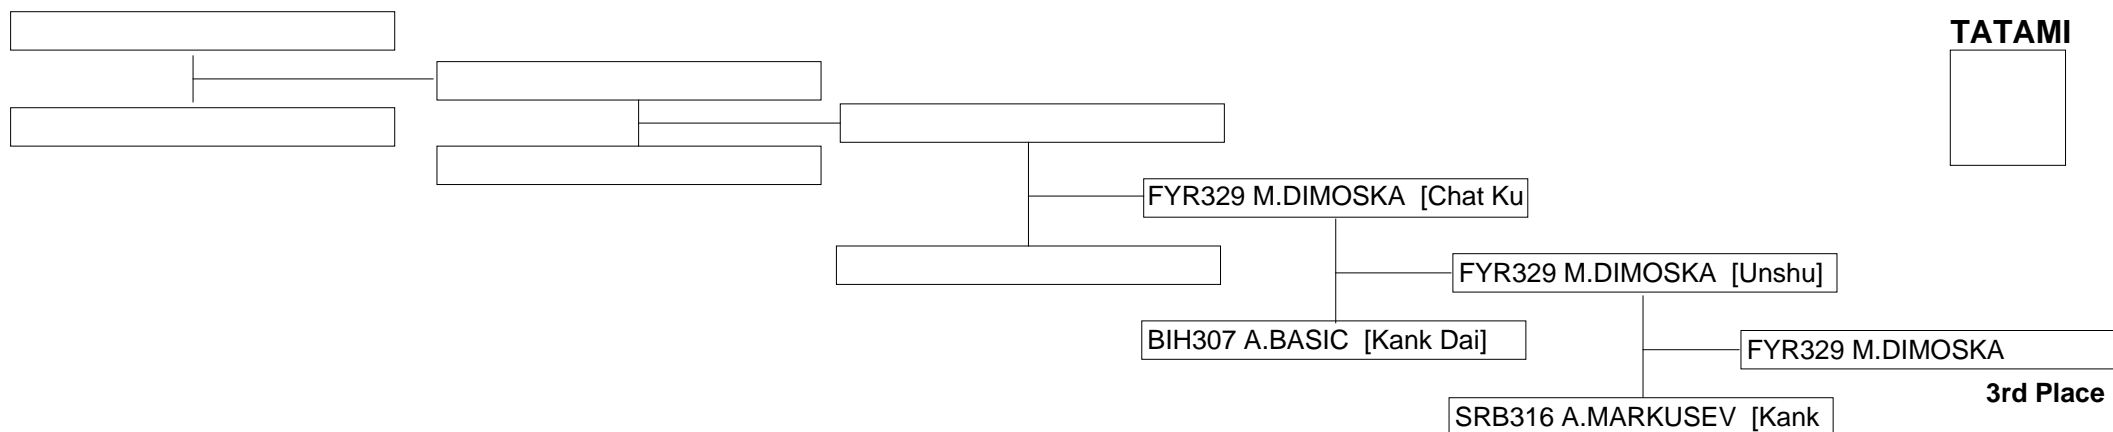 TATAMI
FYR329 M.DIMOSKA [Chat Ku
FYR329 M.DIMOSKA [Unshu]
BIH307 A.BASIC [Kank Dai]
FYR329 M.DIMOSKA
3rd Place
SRB316 A.MARKUSEV [Kank